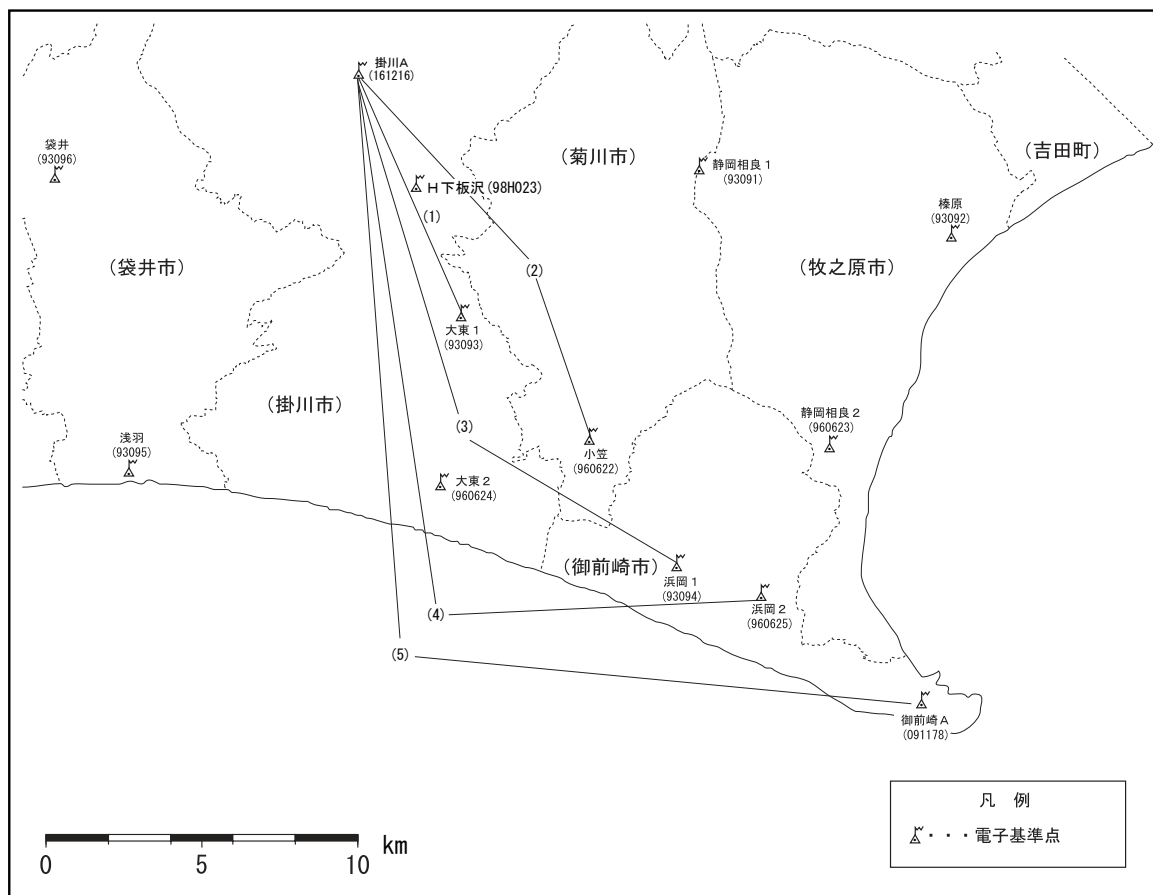 掛川A
(161216)
袋井
(93096)
(菊川市)
静岡相良1
(93091)
(吉田町)
H下板沢(98H023)
(1)
榛原
(93092)
(袋井市)
(2)
(牧之原市)
大東1
(93093)
(掛川市)
(3)
静岡相良2
(960623)
浅羽
(93095)
小笠
(960622)
大東2
(960624)
(御前崎市)
浜岡1
(93094)
浜岡2
(960625)
(4)
(5)
御前崎A
(091178)
凡 例
・・・電子基準点
km
0 5 10